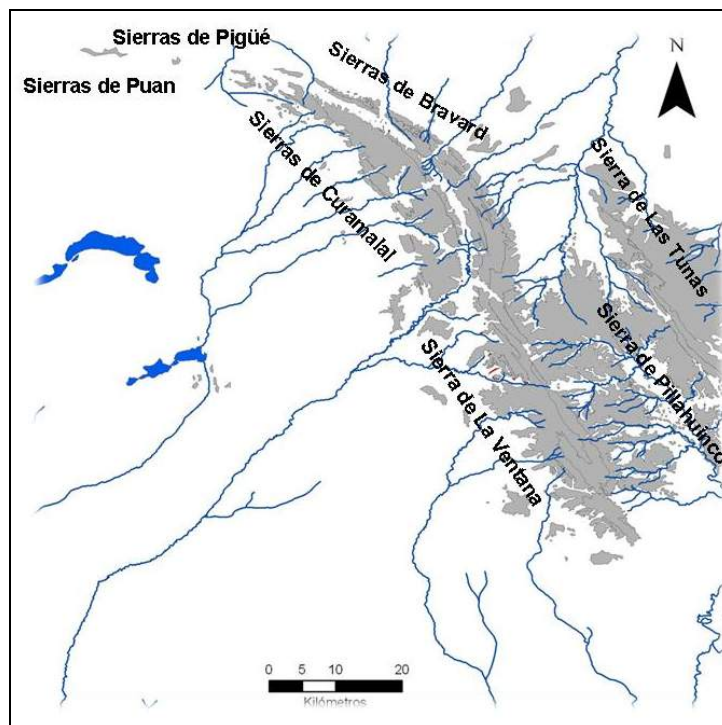 Sierras de Pigüé
Sierras de Puan
Sierras de Bravard
N
Sierras de Curamalal
Sierra de Las Tunas
Sierra de Pillahuinco
Sierra de La Ventana
0 5 10 20
Kilómetros